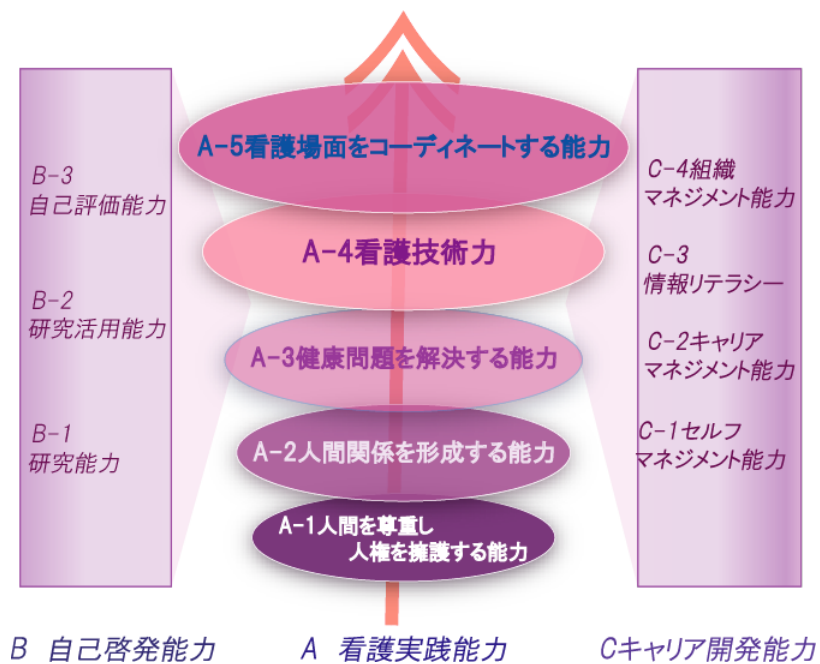 B-3
自己評価能力
B-2
研究活用能力
B-1
研究能力
A-5看護場面をコーディネートする能力
A-4看護技術力
A-3健康問題を解決する能力
A-2人間関係を形成する能力
A-1人間を尊重し
人権を擁護する能力
C-4組織
マネジメント能力
C-3
情報リテラシー
C-2キャリア
マネジメント能力
C-1セルフ
マネジメント能力
B 自己啓発能力
A 看護実践能力
Cキャリア開発能力